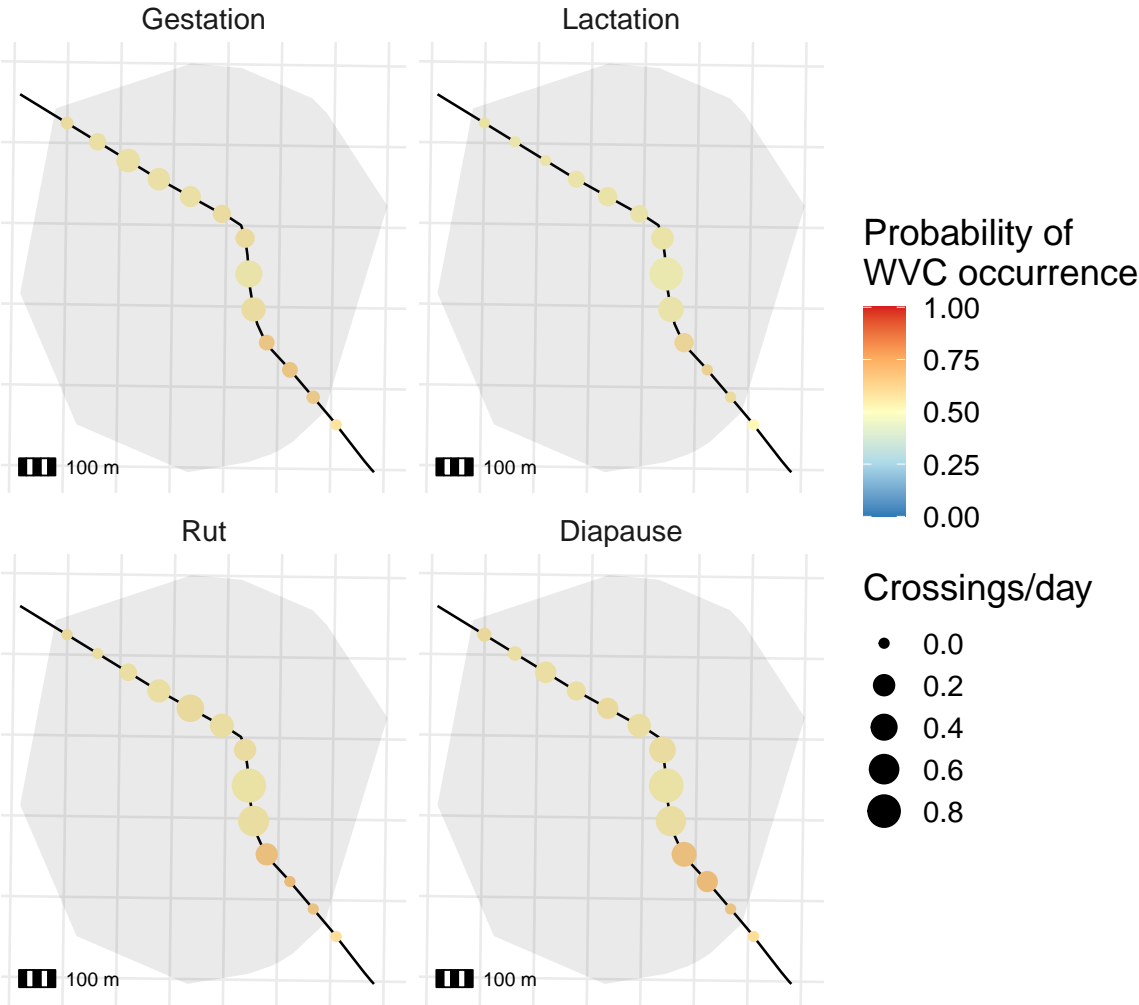 Gestation
Lactation
100 m
100 m
Rut
Diapause
100 m
100 m
Probability of
WVC occurrence
1.00
0.75
0.50
0.25
0.00
Crossings/day
0.0
0.2
0.4
0.6
0.8